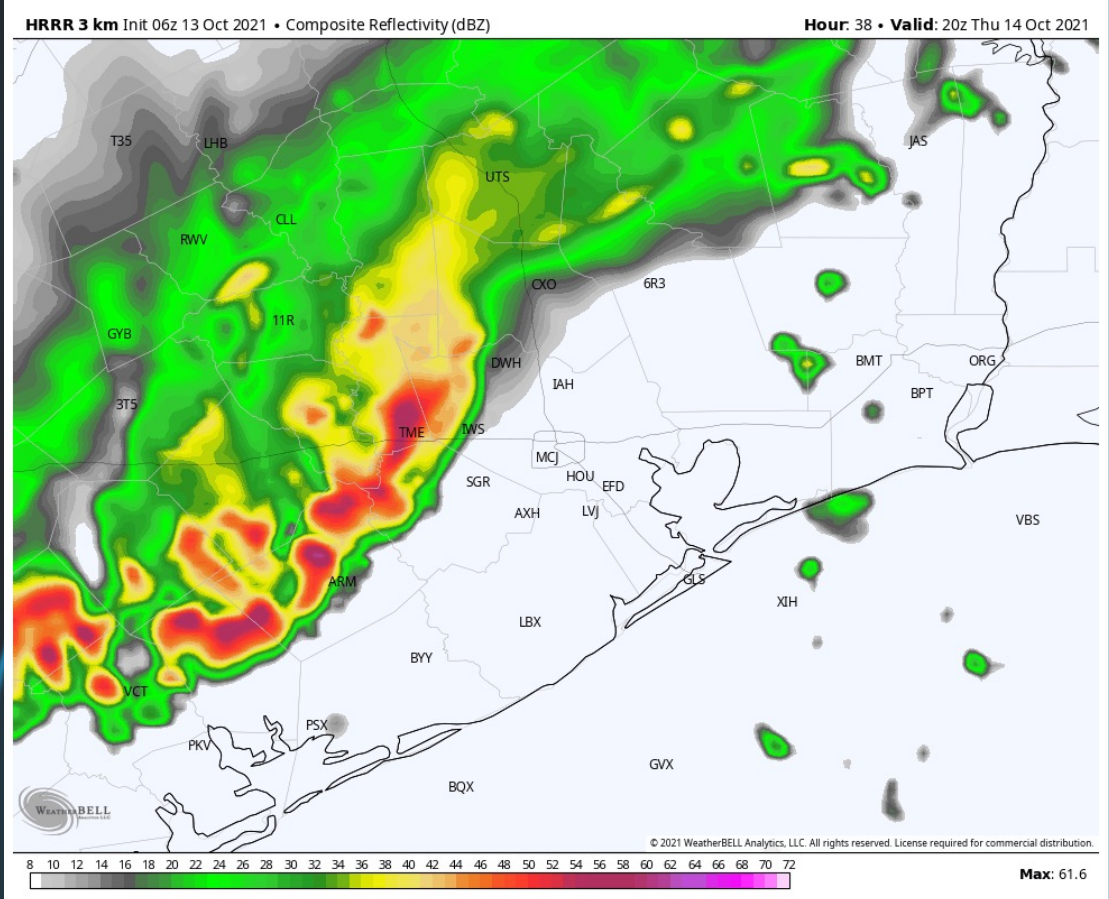 HRRR 3 km Init 06z 13 Oct 2021 • Composite Reflectivity (dBZ)
Hour: 38 • Valid: 20z Thu 14 Oct 2021
JAS
T35
LHB
UTS
CLL
RWV
CXO
6R3
11R
GYB
DWH
BMT
ORG
IAH
BPT
3T5
TME
IWS
MCJ
HOU
SGR
EFD
AXH
LVJ
VBS
ARM
GLS
XIH
LBX
BYY
VCT
PSX
PKV
GVX
BQX
WEATHERBELL
© 2021 WeatherBELL Analytics, LLC. All rights reserved. License required for commercial distribution.
8 10 12 14 16 18 20 22 24 26 28 30 32 34 36 38 40 42 44 46 48 50 52 54 56 58 60 62 64 66 68 70 72
Max: 61.6